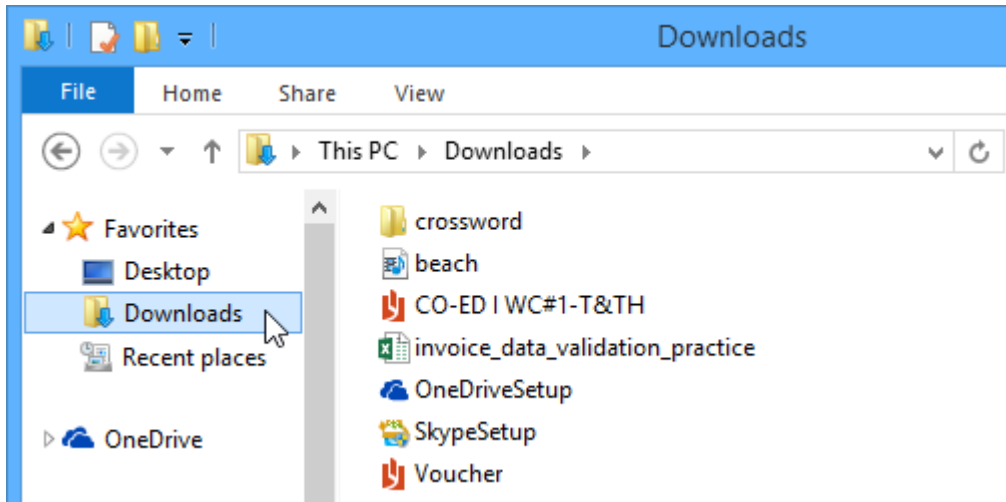 Downloads
File Home Share View
This PC Downloads
Favorites
Desktop
Downloads
Recent places
OneDrive
crossword
beach
CO-ED I WC#1-T&TH
invoice_data_validation_practice
OneDriveSetup
SkypeSetup
Voucher